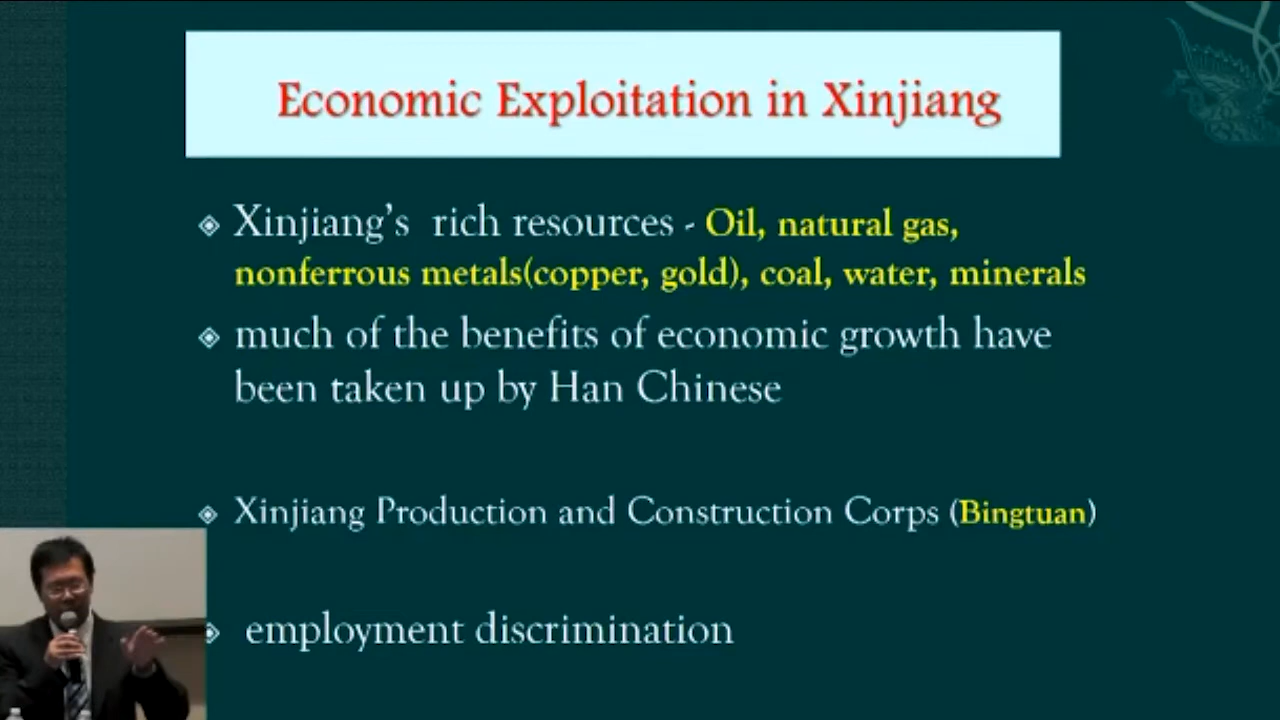 Economic Exploitation in Xinjiang
Xinjiang's rich resources - Oil, natural gas,
nonferrous metals(copper, gold), coal, water, minerals
much of the benefits of economic growth have
been taken up by Han Chinese
Xinjiang Production and Construction Corps (Bingtuan)
employment discrimination